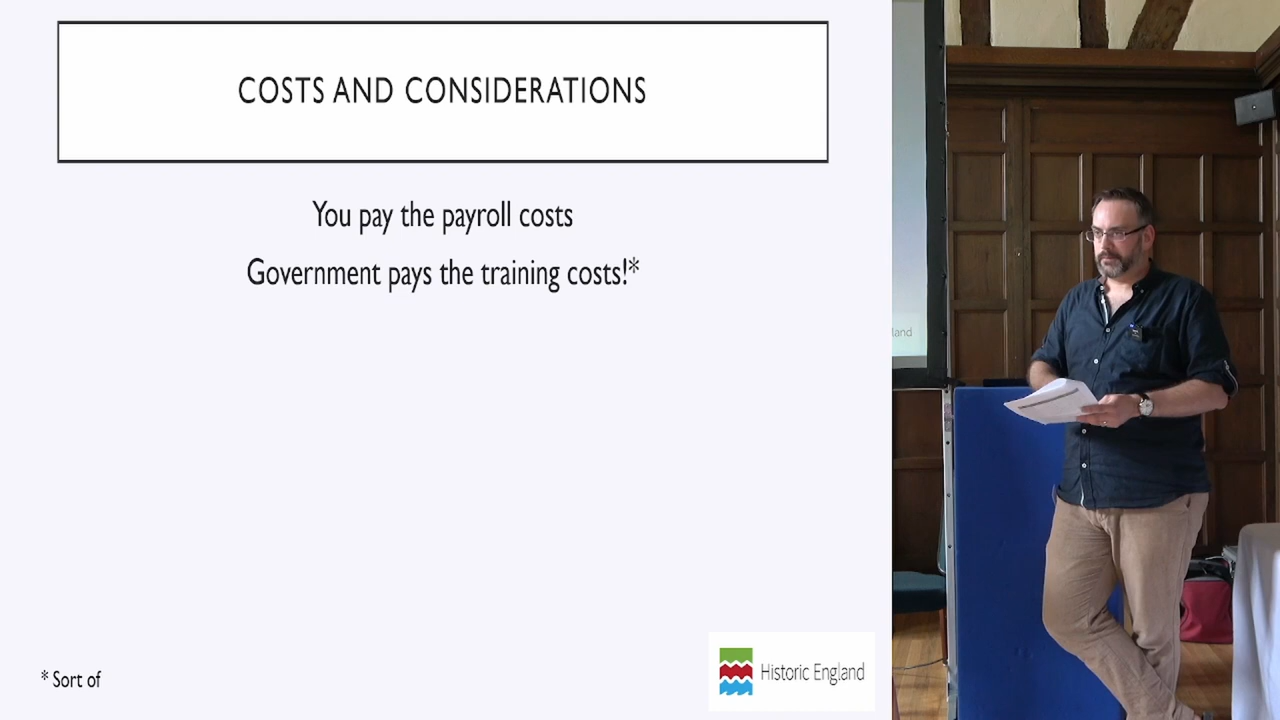 COSTS AND CONSIDERATIONS
You pay the payroll costs
Government pays the training costs!*
* Sort of
Historic England